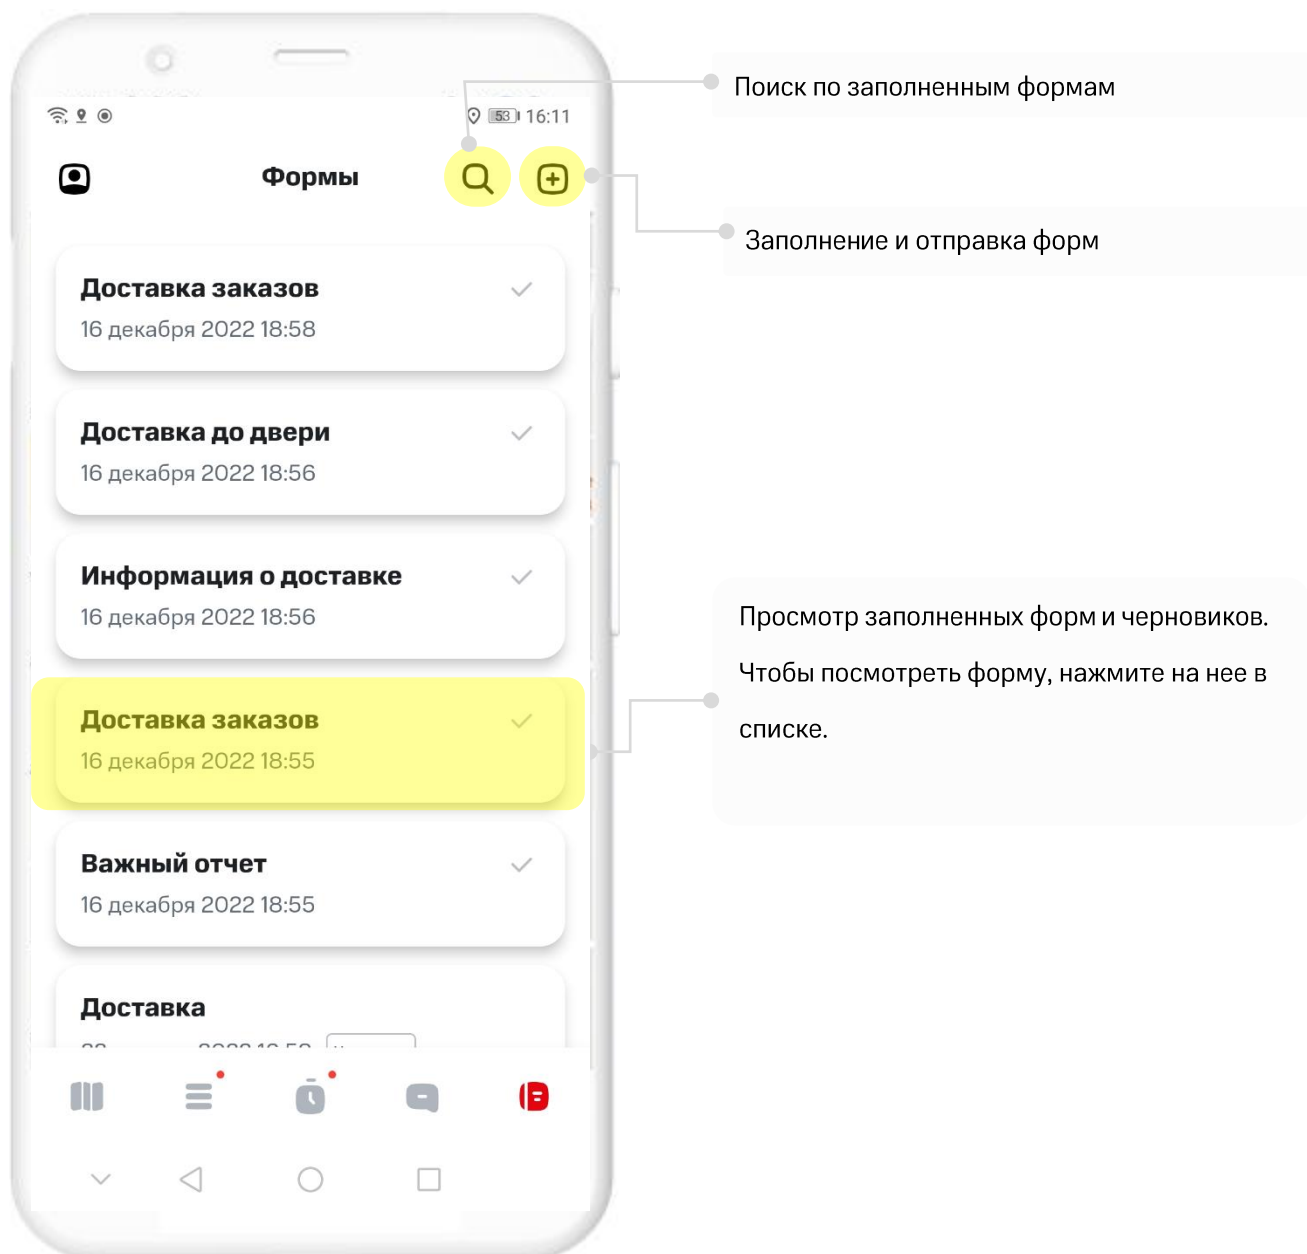 Поиск по заполненным формам
53 16:11
Формы
Заполнение и отправка форм
Доставка заказов
16 декабря 2022 18:58
Доставка до двери
16 декабря 2022 18:56
Информация о доставке
16 декабря 2022 18:56
Просмотр заполненных форм и черновиков.
Чтобы посмотреть форму, нажмите на нее в
списке.
Доставка заказов
16 декабря 2022 18:55
Важный отчет
16 декабря 2022 18:55
Доставка